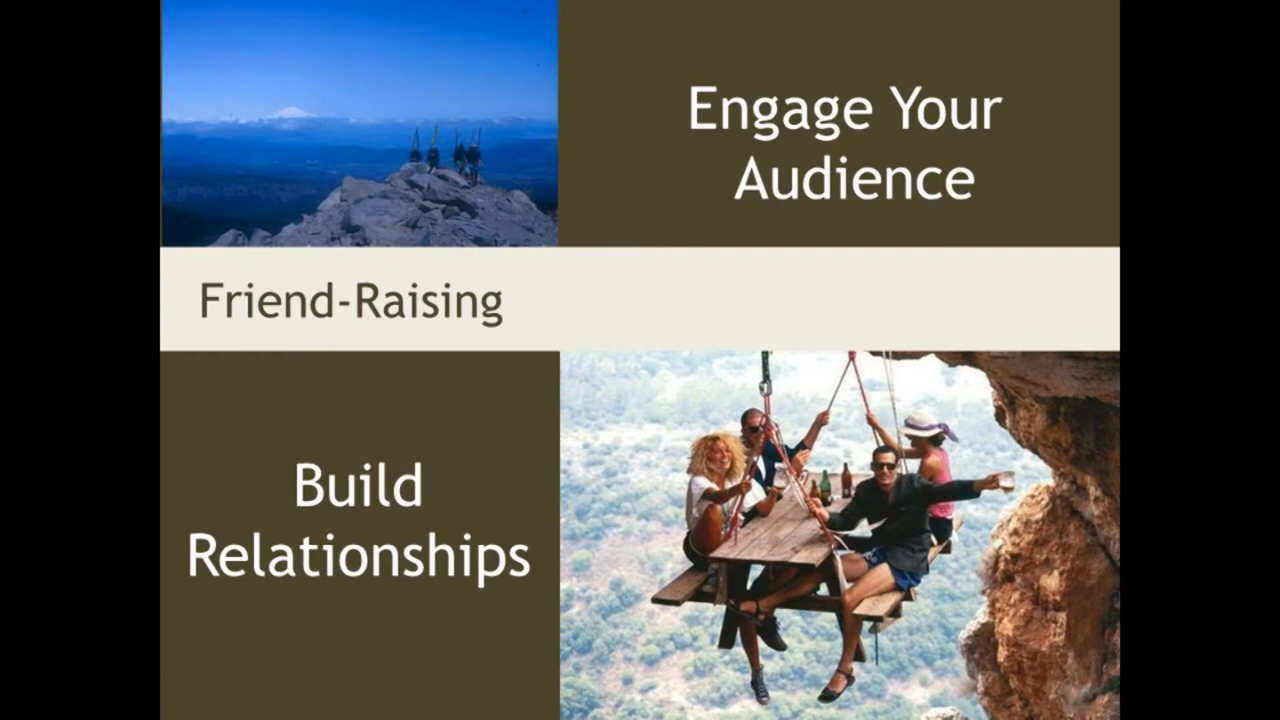 Engage Your
Audience
Friend-Raising
Build
Relationships